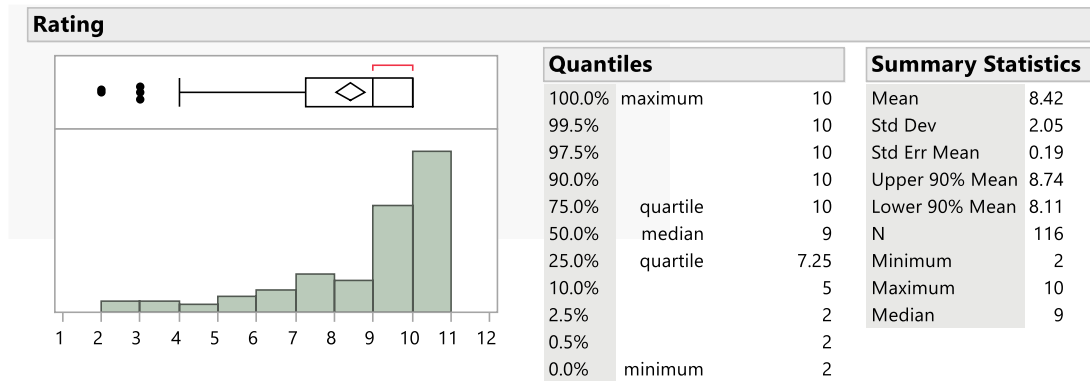 Rating
1 2 3 4 5 6 7 8 9 10 11 12
Quantiles
100.0% maximum 10
99.5% 10
97.5% 10
90.0% 10
75.0% quartile 10
50.0% median 9
25.0% quartile 7.25
10.0% 5
2.5% 2
0.5% 2
0.0% minimum 2
Summary Statistics
Mean 8.42
Std Dev 2.05
Std Err Mean 0.19
Upper 90% Mean 8.74
Lower 90% Mean 8.11
N 116
Minimum 2
Maximum 10
Median 9